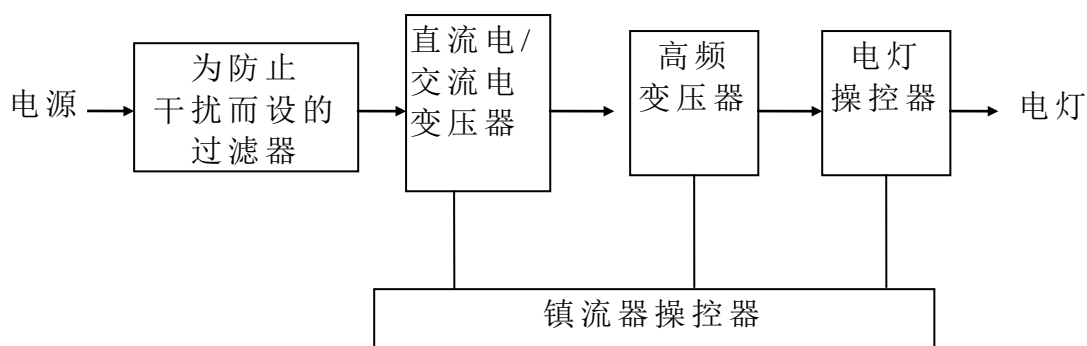 电源
为防止
干扰而设的
过滤器
直流电/
交流电
变压器
高频
变压器
电灯
操控器
电灯
镇流器操控器